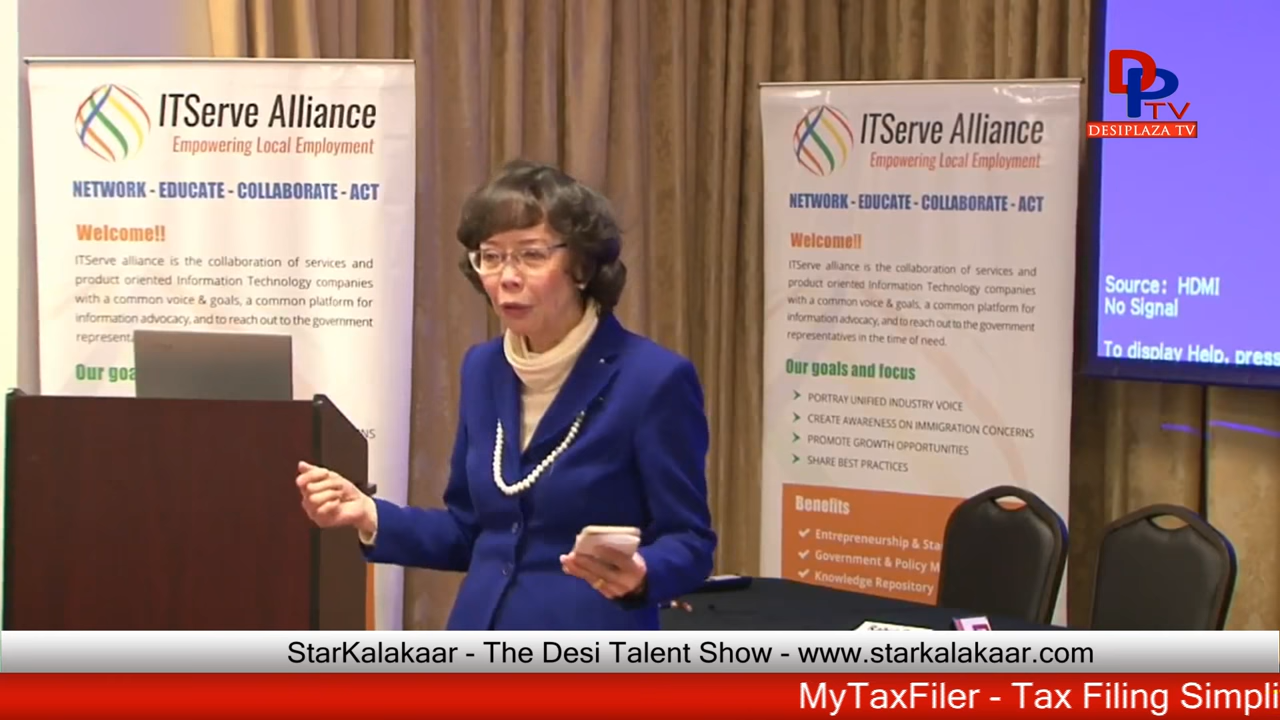 ITServe Alliance
Empowering Local Employment
NETWORK - EDUCATE - COLLABORATE - ACT
Welcome!!
ITServe alliance is the collaboration of services and
product oriented Information Technology companies
with a common voice & goals, a common platform for
information advocacy, and to reach out to the government
representa
Our goa
NS
ITServe Alliance
Empowering Local Employment
NETWORK - EDUCATE - COLLABORATE - ACT
Welcome!!
ITServe alliance is the collaboration of services and
product oriented Information Technology companies
with a common voice & goals, a common platform for
information advocacy, and to reach out to the government
representatives in the time of need.
Our goals and focus
PORTRAY UNIFIED INDUSTRY VOICE
CREATE AWARENESS ON IMMIGRATION CONCERNS
PROMOTE GROWTH OPPORTUNITIES
SHARE BEST PRACTICES
Benefits
Entrepreneurship & Sta
Government & Policy M
Knowledge Repository
DPTV
DESIPLAZA TV
Source: HDMI
No Signal
To display Help, press
StarKalakaar - The Desi Talent Show - www.starkalakaar.com
MyTaxFiler - Tax Filing Simpli